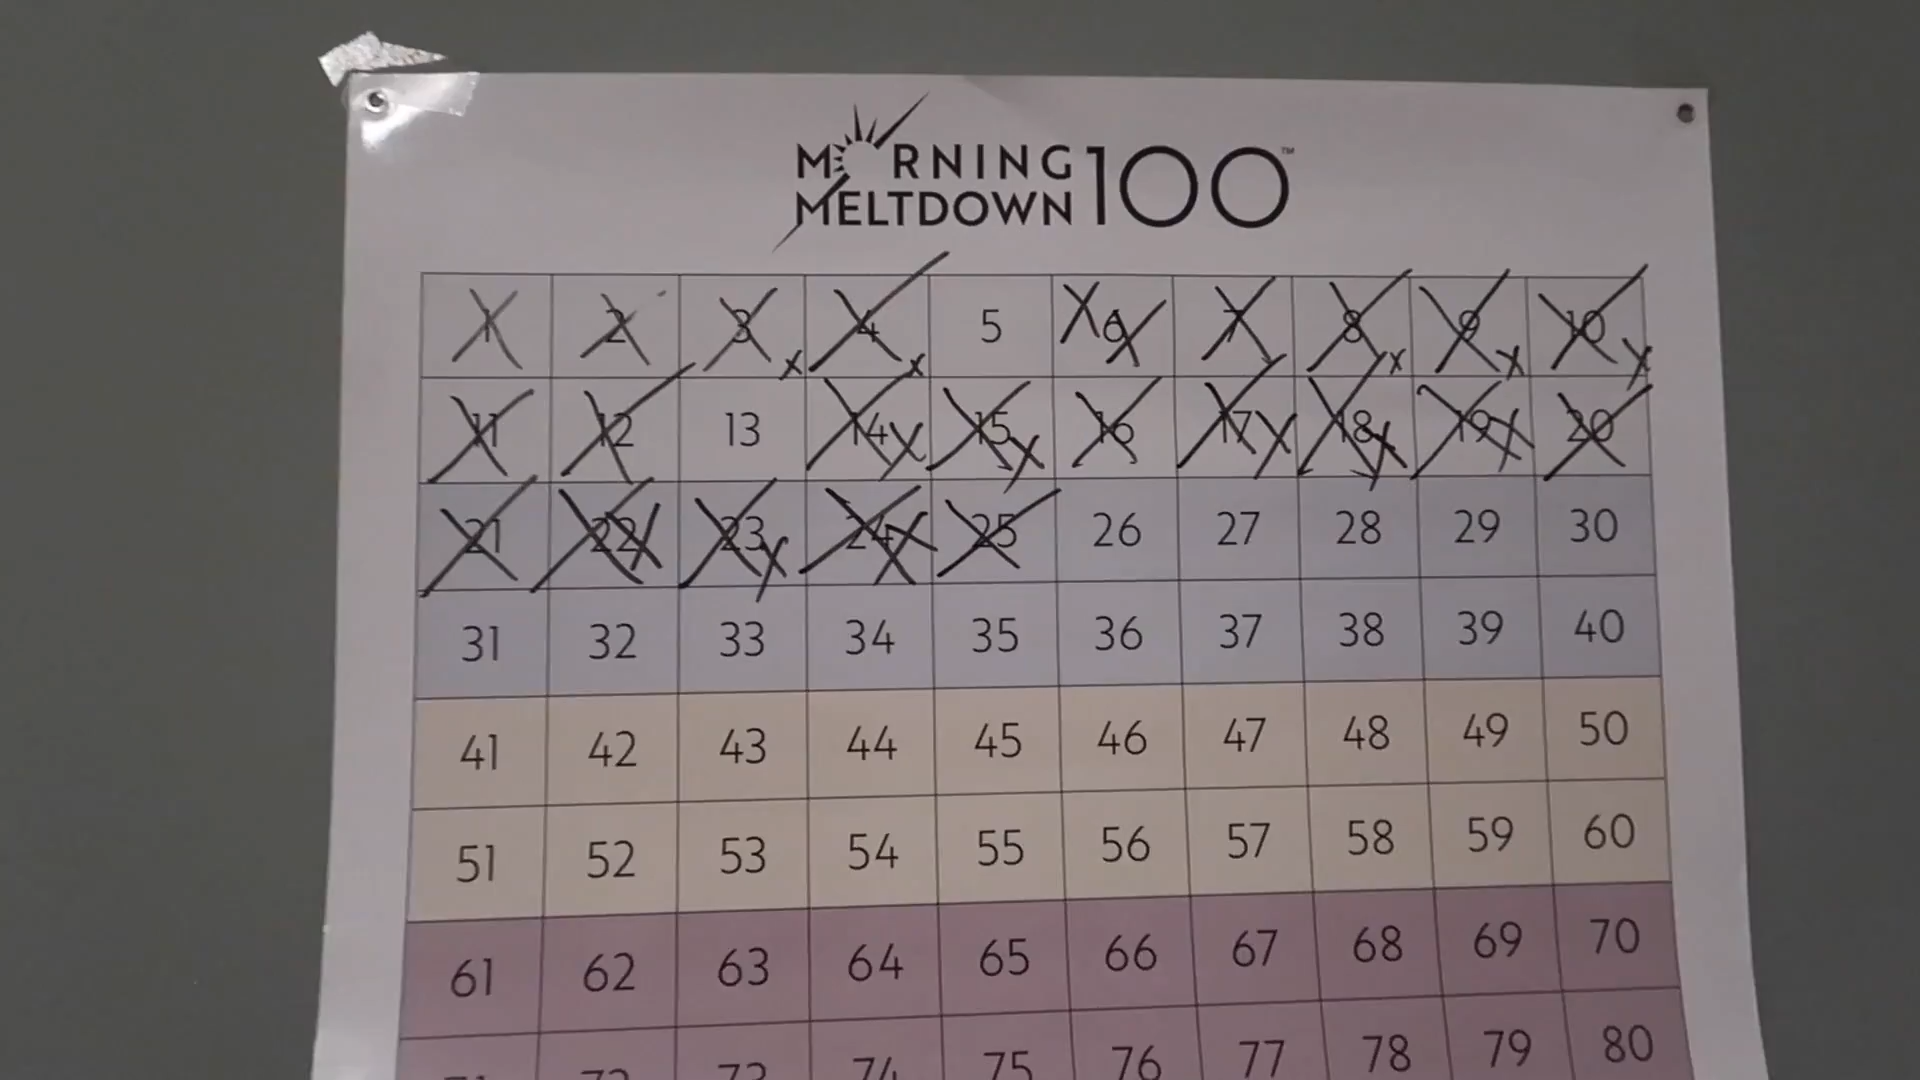 MORNING
MELTDOWN 100™
1 2 3 x 4 x 5 X 6 7 8 x 9 x 10 x
11 12 13 14 x 15 x 16 17 x 18 x 19 x 20
21 22 x 23 x 24 x 25 26 27 28 29 30
31 32 33 34 35 36 37 38 39 40
41 42 43 44 45 46 47 48 49 50
51 52 53 54 55 56 57 58 59 60
61 62 63 64 65 66 67 68 69 70
73 74 75 76 77 78 79 80